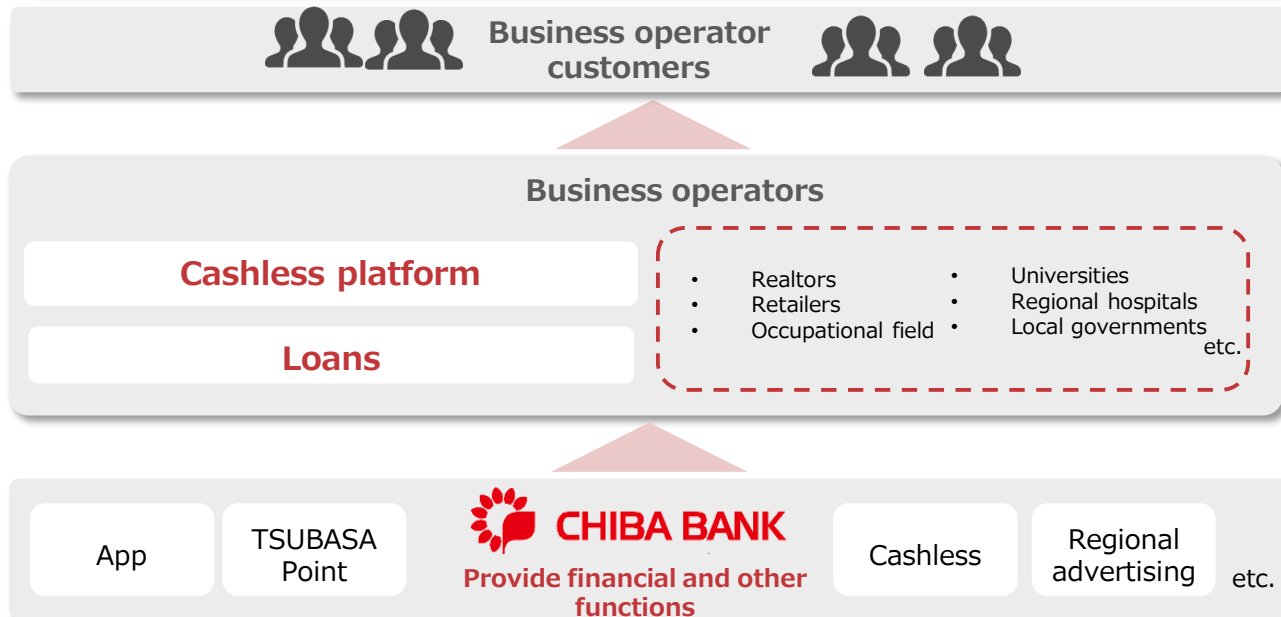 Business operator
customers
Business operators
Cashless platform
Loans
• Realtors
• Retailers
• Occupational field
• Universities
• Regional hospitals
• Local governments
etc.
App
TSUBASA
Point
CHIBA BANK
Provide financial and other
functions
Cashless
Regional
advertising
etc.